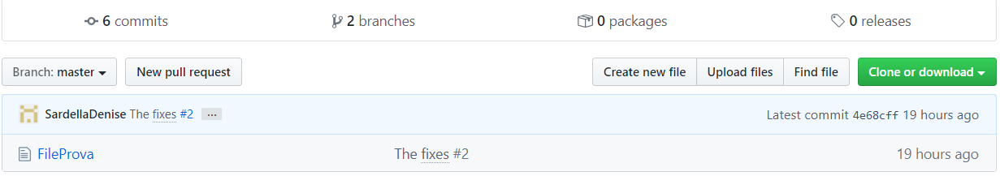 6 commits 2 branches 0 packages 0 releases
Branch: master New pull request Create new file Upload files Find file Clone or download
SardellaDenise The fixes #2 ... Latest commit 4e68cff 19 hours ago
FileProva The fixes #2 19 hours ago